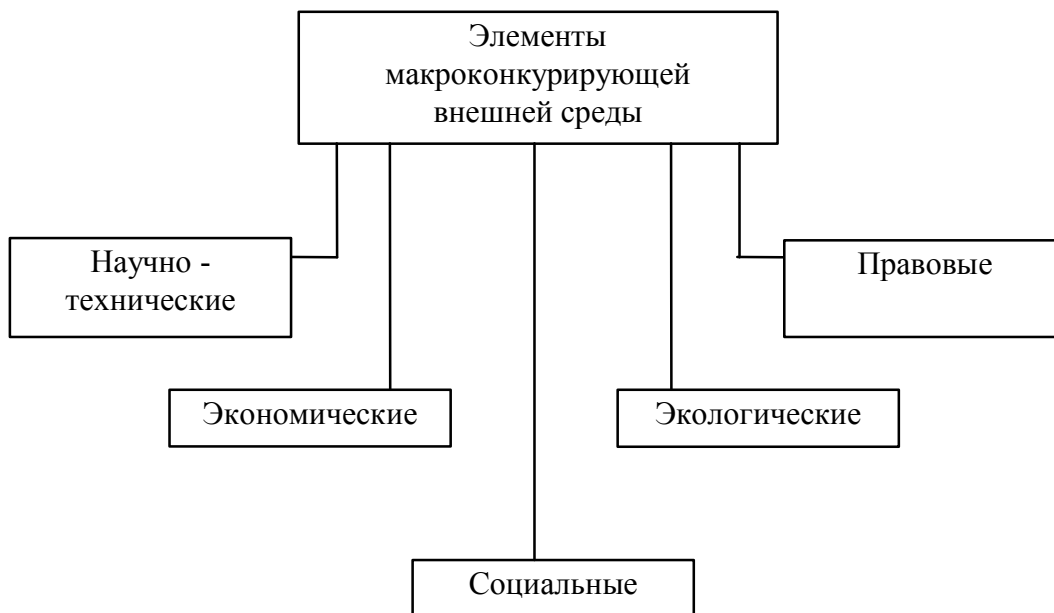 Элементы
макроконкурирующей
внешней среды
Научно -
технические
Правовые
Экономические
Экологические
Социальные